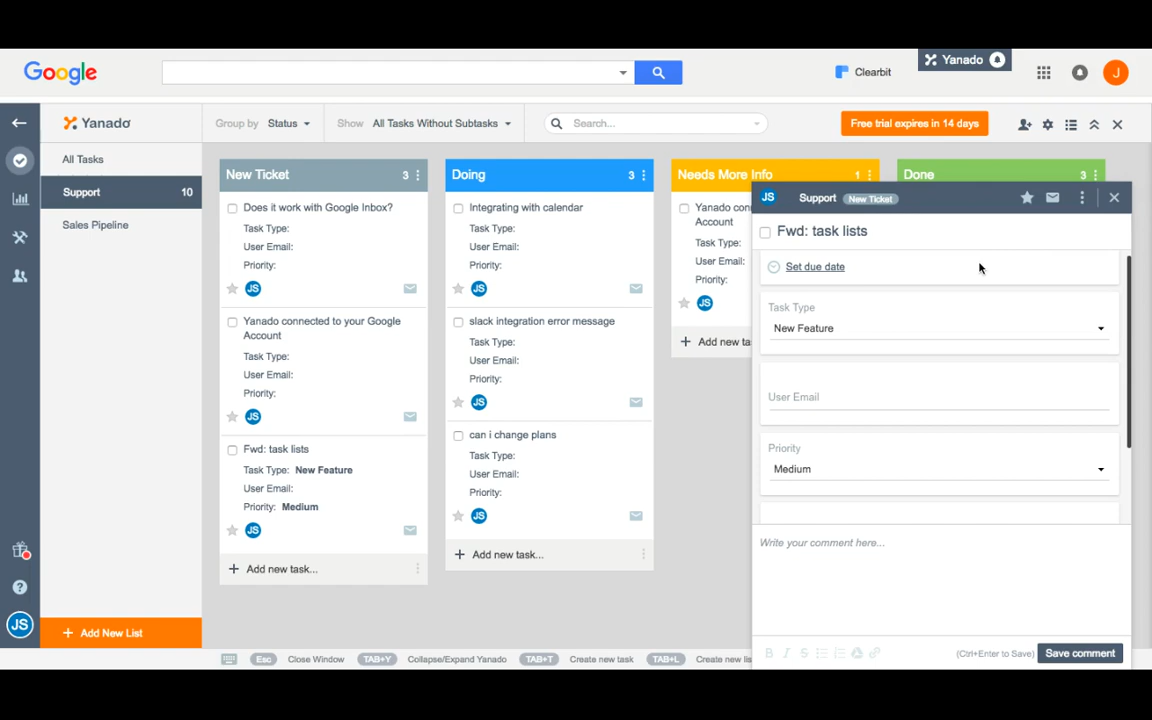 Google
Clearbit
Yanado
J
Yanado
Group by Status
Show All Tasks Without Subtasks
Search...
Free trial expires in 14 days
All Tasks
Support 10
Sales Pipeline
New Ticket 3
Does it work with Google Inbox?
Task Type:
User Email:
Priority:
JS
Yanado connected to your Google
Account
Task Type:
User Email:
Priority:
JS
Fwd: task lists
Task Type: New Feature
User Email:
Priority: Medium
JS
+ Add new task...
Doing 3
Integrating with calendar
Task Type:
User Email:
Priority:
JS
slack integration error message
Task Type:
User Email:
Priority:
JS
can i change plans
Task Type:
User Email:
Priority:
JS
+ Add new task...
Needs More Info 1
Yanado con
Account
Task Type:
User Email:
Priority:
JS
+ Add new ta
Done 3
JS Support New Ticket
Fwd: task lists
Set due date
Task Type
New Feature
User Email
Priority
Medium
Write your comment here...
B I S
(Ctrl+Enter to Save) Save comment
JS
+ Add New List
Esc Close Window TAB+Y Collapse/Expand Yanado TAB+T Create new task TAB+L Create new lis